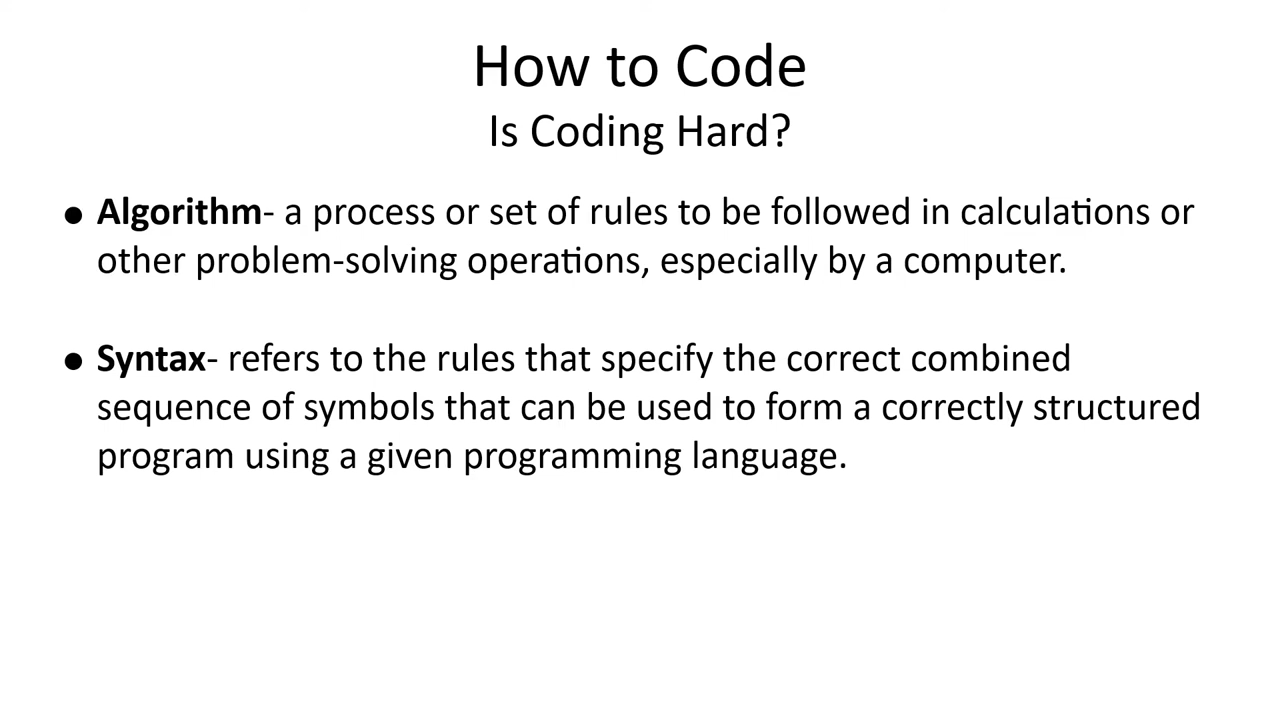 How to Code
Is Coding Hard?
● Algorithm- a process or set of rules to be followed in calculations or
other problem-solving operations, especially by a computer.
● Syntax- refers to the rules that specify the correct combined
sequence of symbols that can be used to form a correctly structured
program using a given programming language.